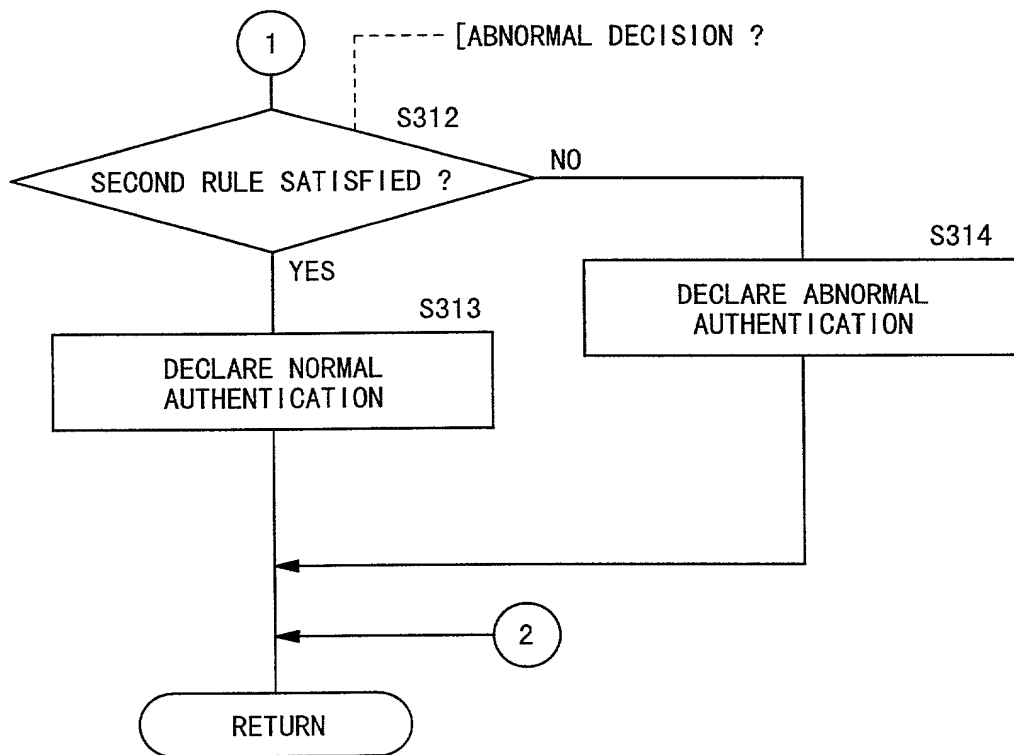 1
[ABNORMAL DECISION ?
S312
SECOND RULE SATISFIED ?
NO
YES
S314
DECLARE ABNORMAL
AUTHENTICATION
S313
DECLARE NORMAL
AUTHENTICATION
2
RETURN